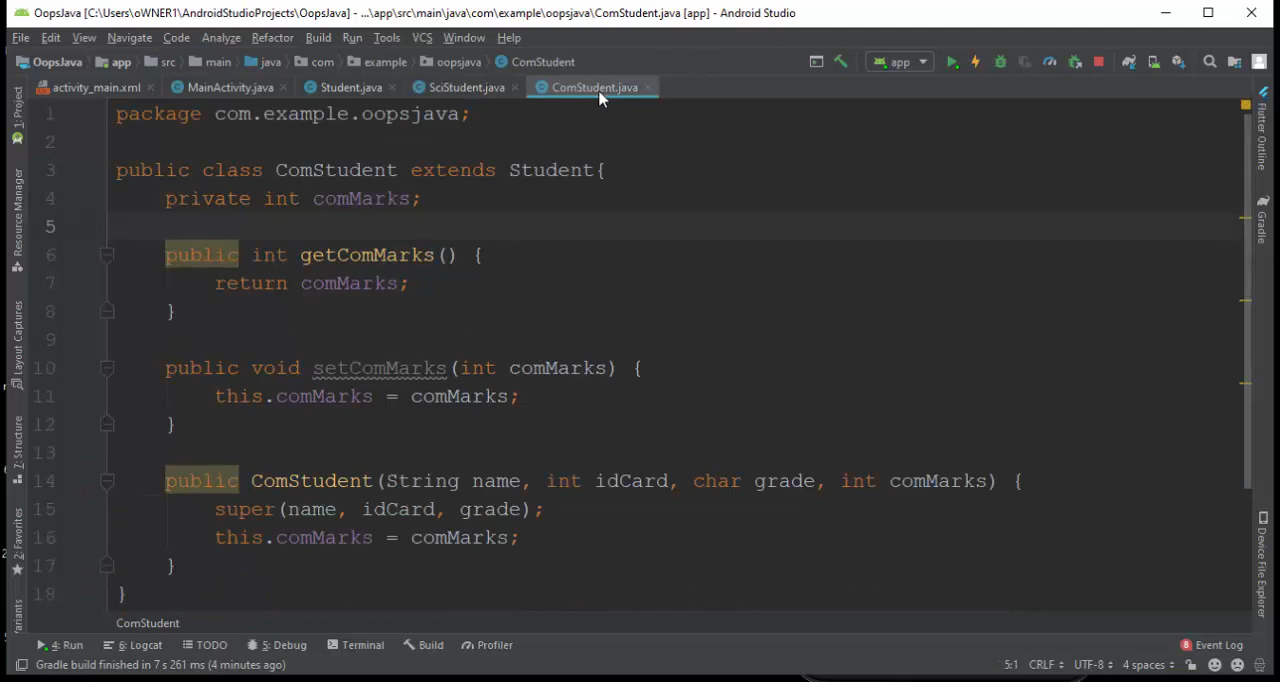 OopsJava [C:\Users\oWNER1\AndroidStudioProjects\OopsJava] - ...\app\src\main\java\com\example\oopsjava\ComStudent.java [app] - Android Studio
File Edit View Navigate Code Analyze Refactor Build Run Tools VCS Window Help
OopsJava app src main java com example oopsjava ComStudent app
activity_main.xml MainActivity.java Student.java SciStudent.java ComStudent.java
1 package com.example.oopsjava;
2
3 public class ComStudent extends Student{
4 private int comMarks;
5
6 public int getComMarks() {
7 return comMarks;
8 }
9
10 public void setComMarks(int comMarks) {
11 this.comMarks = comMarks;
12 }
13
14 public ComStudent(String name, int idCard, char grade, int comMarks) {
15 super(name, idCard, grade);
16 this.comMarks = comMarks;
17 }
18 }
ComStudent
1: Project
Resource Manager
Layout Captures
7: Structure
2: Favorites
Flutter Outline
Gradle
Device File Explorer
4: Run 6: Logcat TODO 5: Debug Terminal Build Profiler 8 Event Log
Gradle build finished in 7 s 261 ms (4 minutes ago) 5:1 CRLF UTF-8 4 spaces